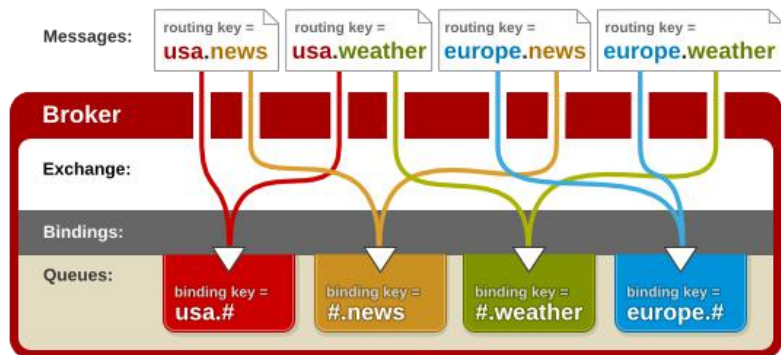 Messages:
routing key =
usa.news
routing key =
usa.weather
routing key =
europe.news
routing key =
europe.weather
Broker
Exchange:
Bindings:
Queues:
binding key =
usa.#
binding key =
#.news
binding key =
#.weather
binding key =
europe.#